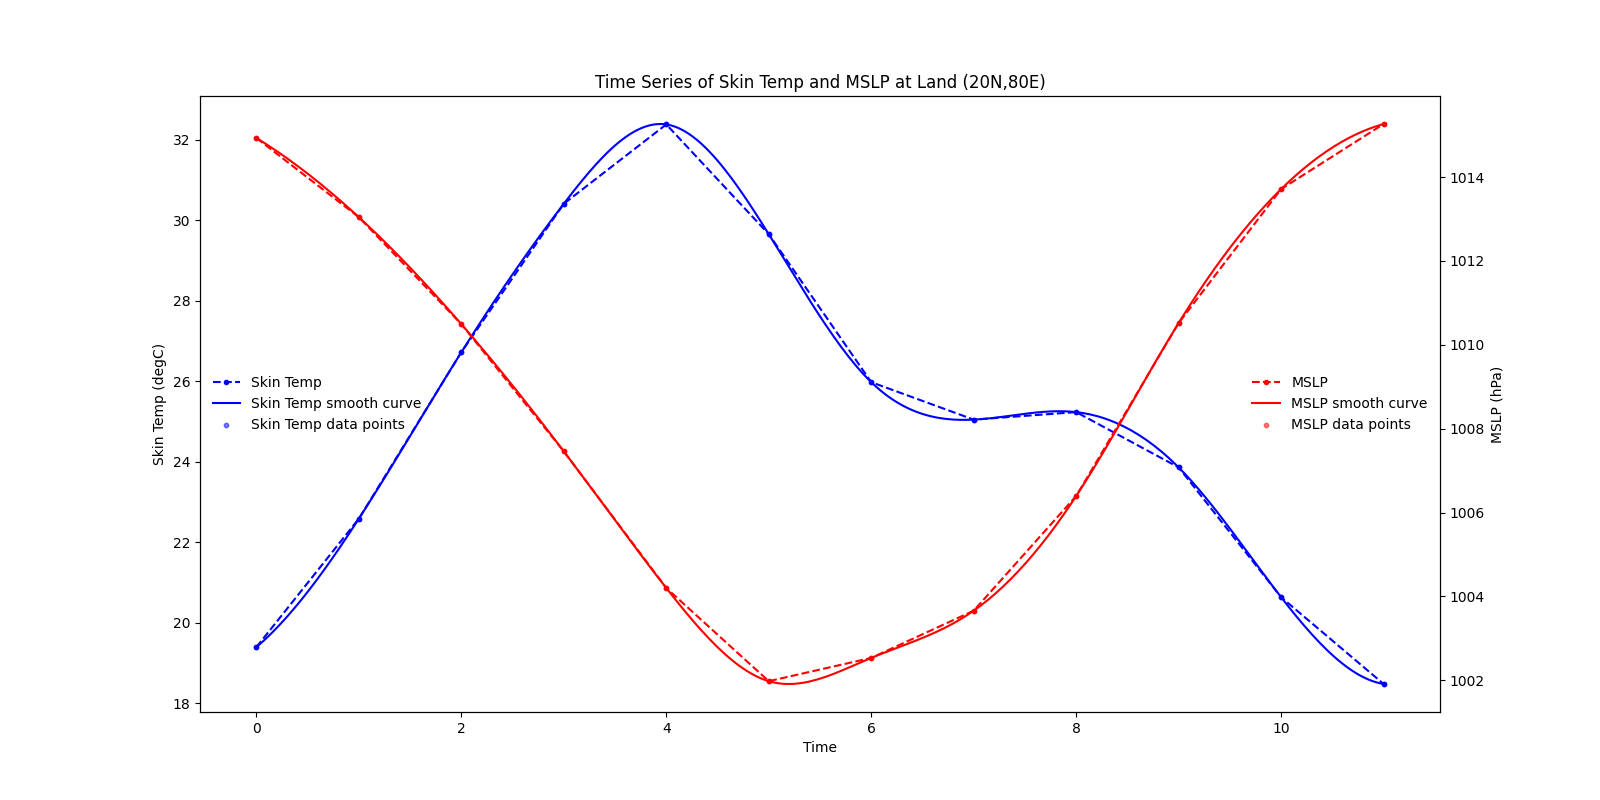 Time Series of Skin Temp and MSLP at Land (20N,80E)
Skin Temp (degC)
32
30
28
26
24
22
20
18
Skin Temp
Skin Temp smooth curve
Skin Temp data points
MSLP
MSLP smooth curve
MSLP data points
1014
1012
1010
1008
1006
1004
1002
MSLP (hPa)
0 2 4 6 8 10
Time